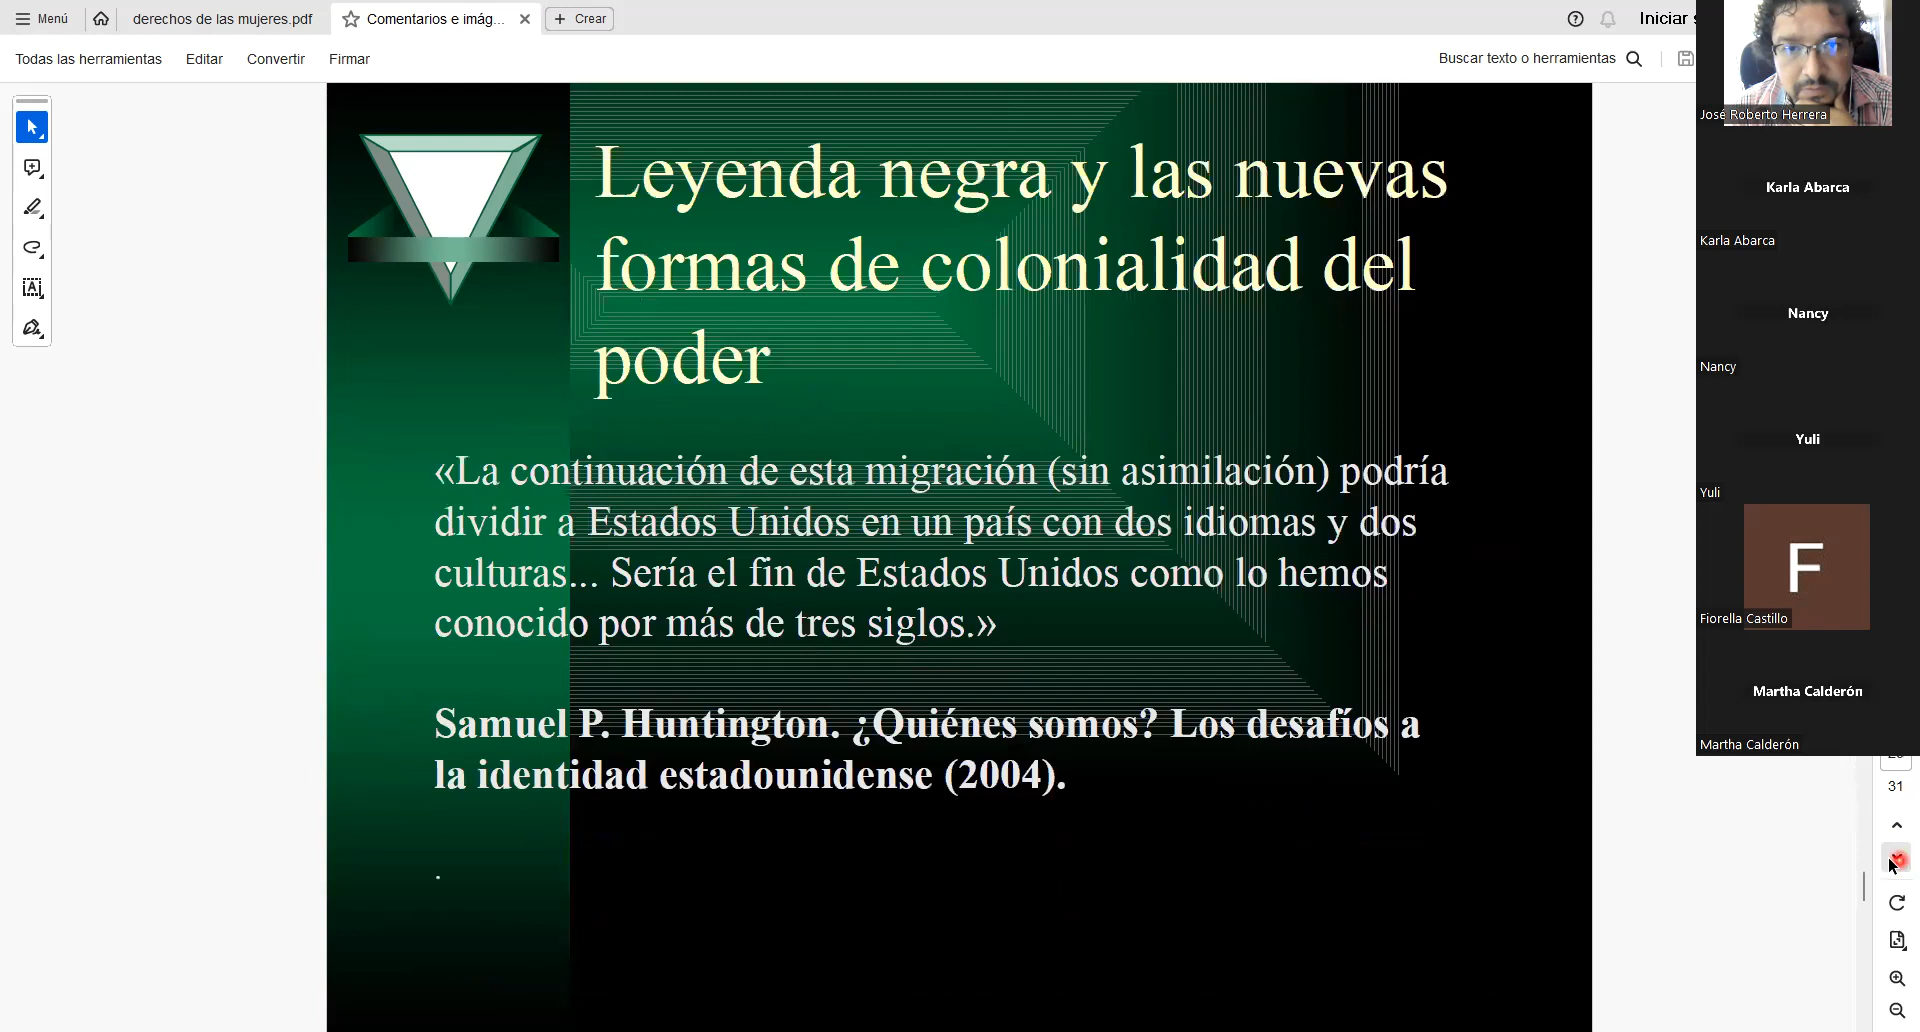 Menú
derechos de las mujeres.pdf
Comentarios e imág...
Crear
Iniciar s
Todas las herramientas
Editar
Convertir
Firmar
Buscar texto o herramientas
Leyenda negra y las nuevas
formas de colonialidad del
poder
«La continuación de esta migración (sin asimilación) podría
dividir a Estados Unidos en un país con dos idiomas y dos
culturas... Sería el fin de Estados Unidos como lo hemos
conocido por más de tres siglos.»
Samuel P. Huntington. ¿Quiénes somos? Los desafíos a
la identidad estadounidense (2004).
.
José Roberto Herrera
Karla Abarca
Karla Abarca
Nancy
Nancy
Yuli
Yuli
F
Fiorella Castillo
Martha Calderón
Martha Calderón
31